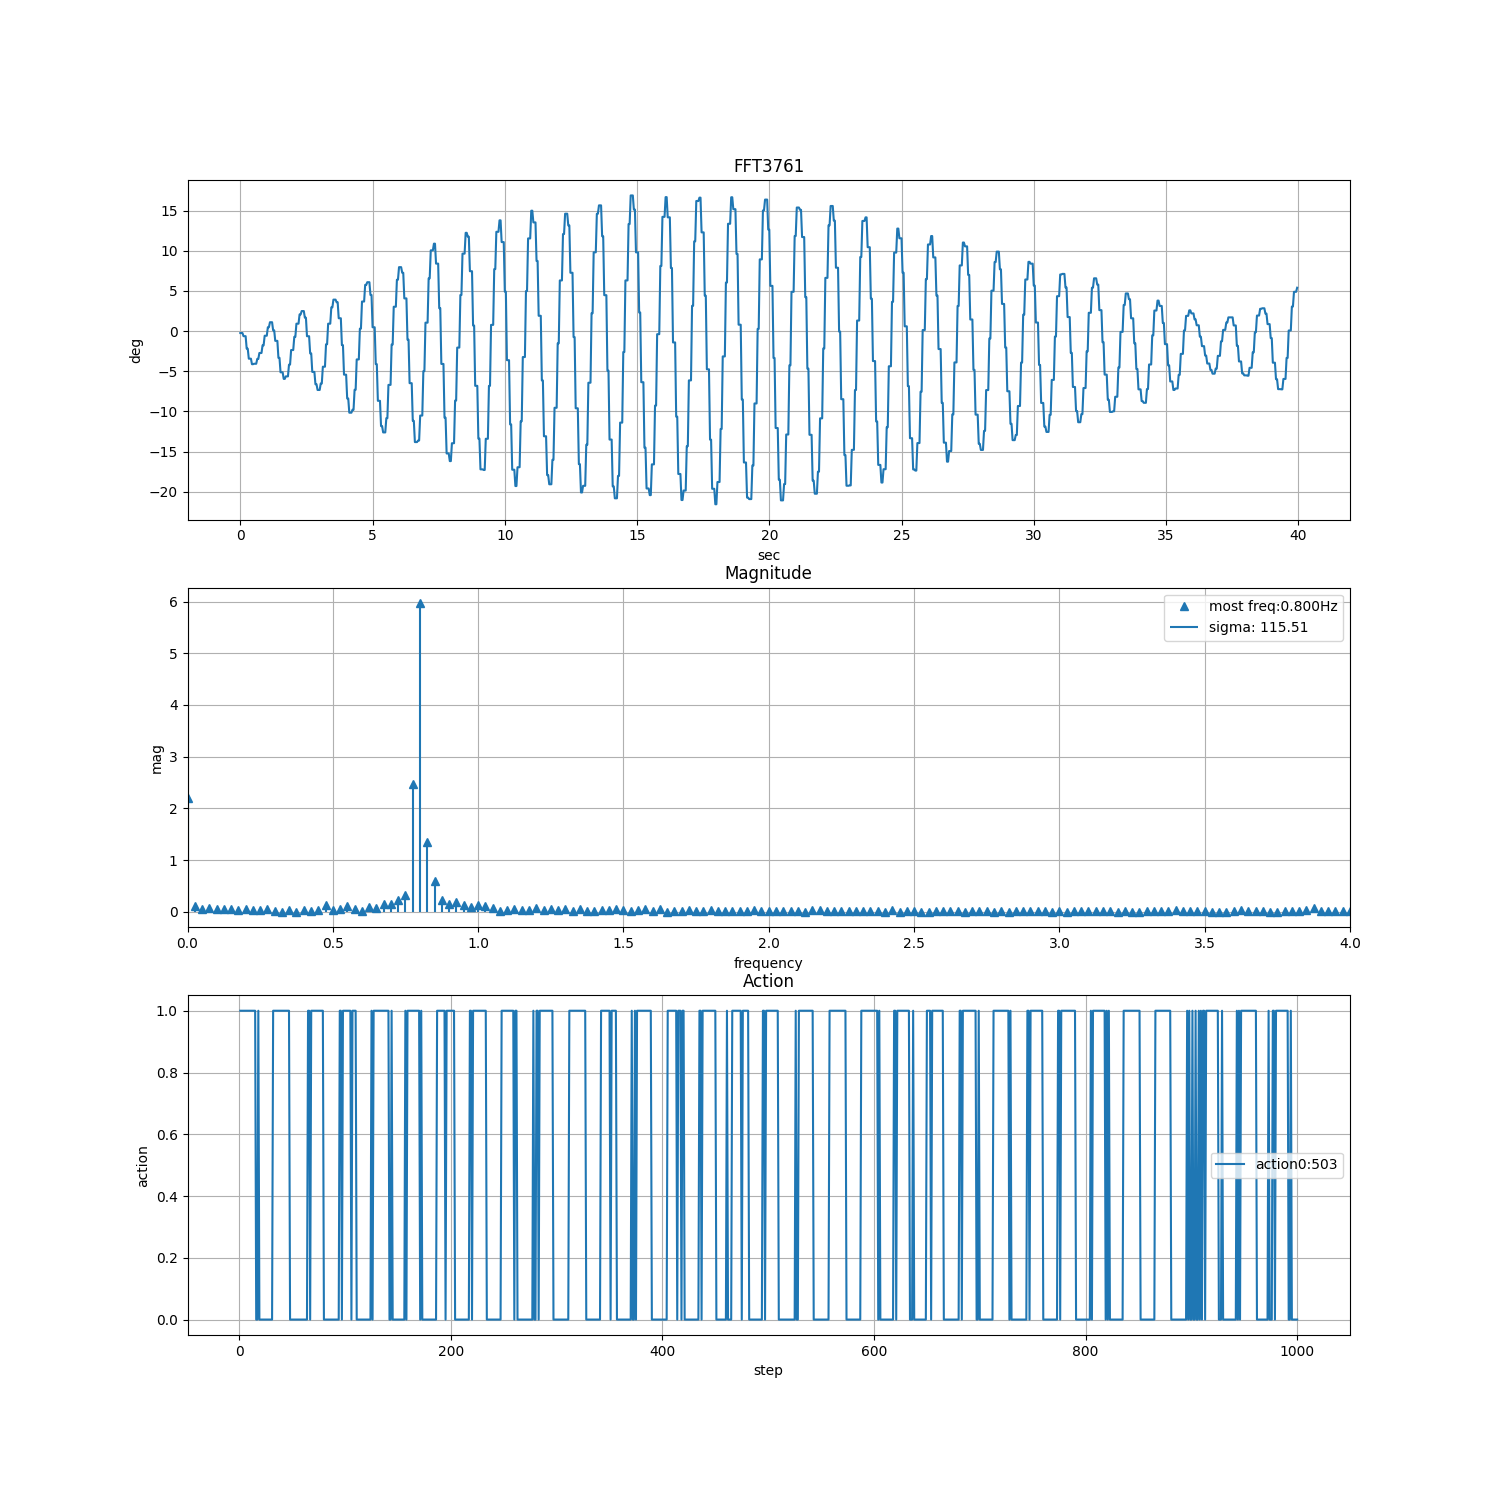 FFT3761
15
10
5
0
−5
−10
−15
−20
deg
0 5 10 15 20 25 30 35 40
sec
Magnitude
6
5
4
3
2
1
0
mag
most freq:0.800Hz
sigma: 115.51
0.0 0.5 1.0 1.5 2.0 2.5 3.0 3.5 4.0
frequency
Action
1.0
0.8
0.6
0.4
0.2
0.0
action
action0:503
0 200 400 600 800 1000
step